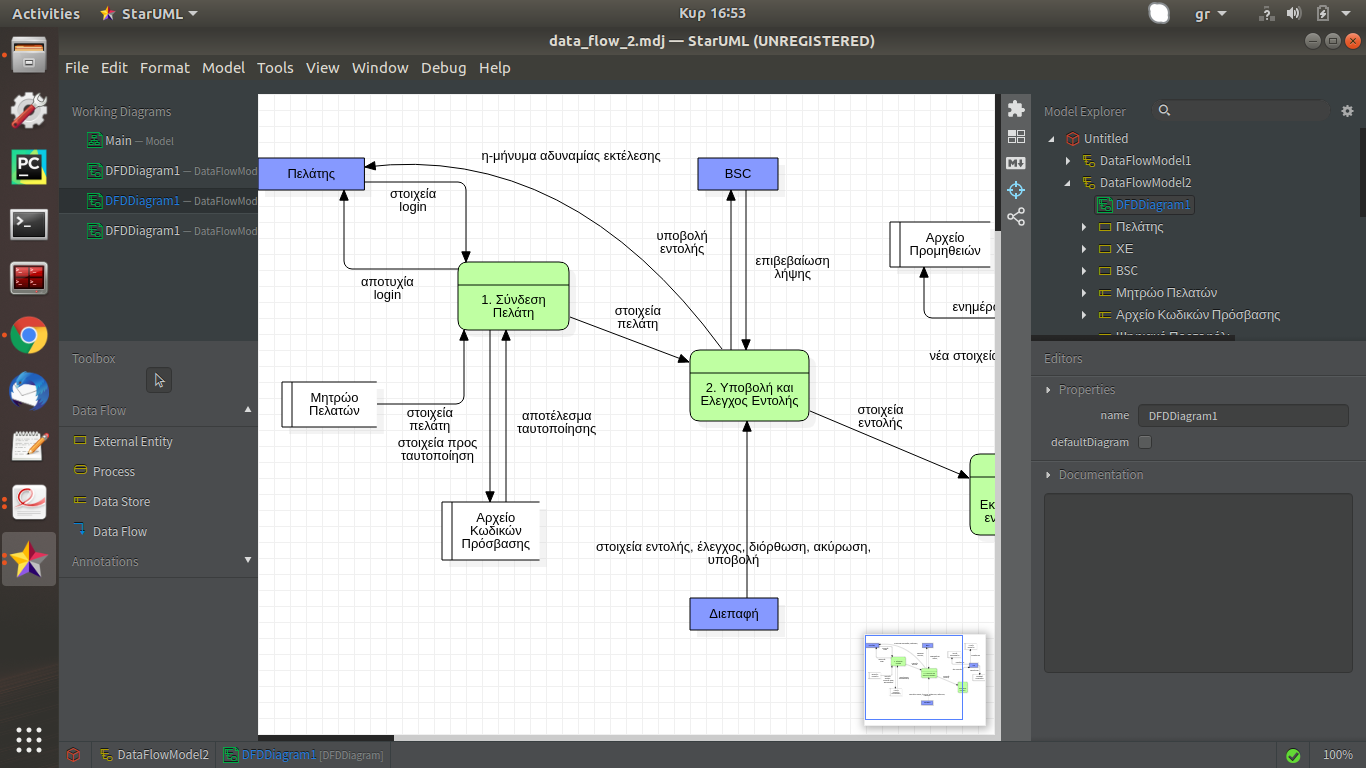 Activities
StarUML
Κυρ 16:53
gr
data_flow_2.mdj — StarUML (UNREGISTERED)
File Edit Format Model Tools View Window Debug Help
Working Diagrams
Main — Model
DFDDiagram1 — DataFlowMod
DFDDiagram1 — DataFlowMod
DFDDiagram1 — DataFlowMod
Toolbox
Data Flow
External Entity
Process
Data Store
Data Flow
Annotations
η-μήνυμα αδυναμίας εκτέλεσης
Πελάτης
BSC
στοιχεία
login
υποβολή
εντολής
επιβεβαίωση
λήψης
Αρχείο
Προμηθειών
αποτυχία
login
1. Σύνδεση
Πελάτη
στοιχεία
πελάτη
ενημέρ
νέα στοιχεία
2. Υποβολή και
Ελεγχος Εντολής
Μητρώο
Πελατών
στοιχεία
πελάτη
στοιχεία προς
ταυτοποίηση
αποτέλεσμα
ταυτοποίησης
στοιχεία
εντολής
Εκ
εν
Αρχείο
Κωδικών
Πρόσβασης
στοιχεία εντολής, έλεγχος, διόρθωση, ακύρωση,
υποβολή
Διεπαφή
Model Explorer
Untitled
DataFlowModel1
DataFlowModel2
DFDDiagram1
Πελάτης
ΧΕ
BSC
Μητρώο Πελατών
Αρχείο Κωδικών Πρόσβασης
Editors
Properties
name DFDDiagram1
defaultDiagram
Documentation
DataFlowModel2
DFDDiagram1 [DFDDiagram]
100%